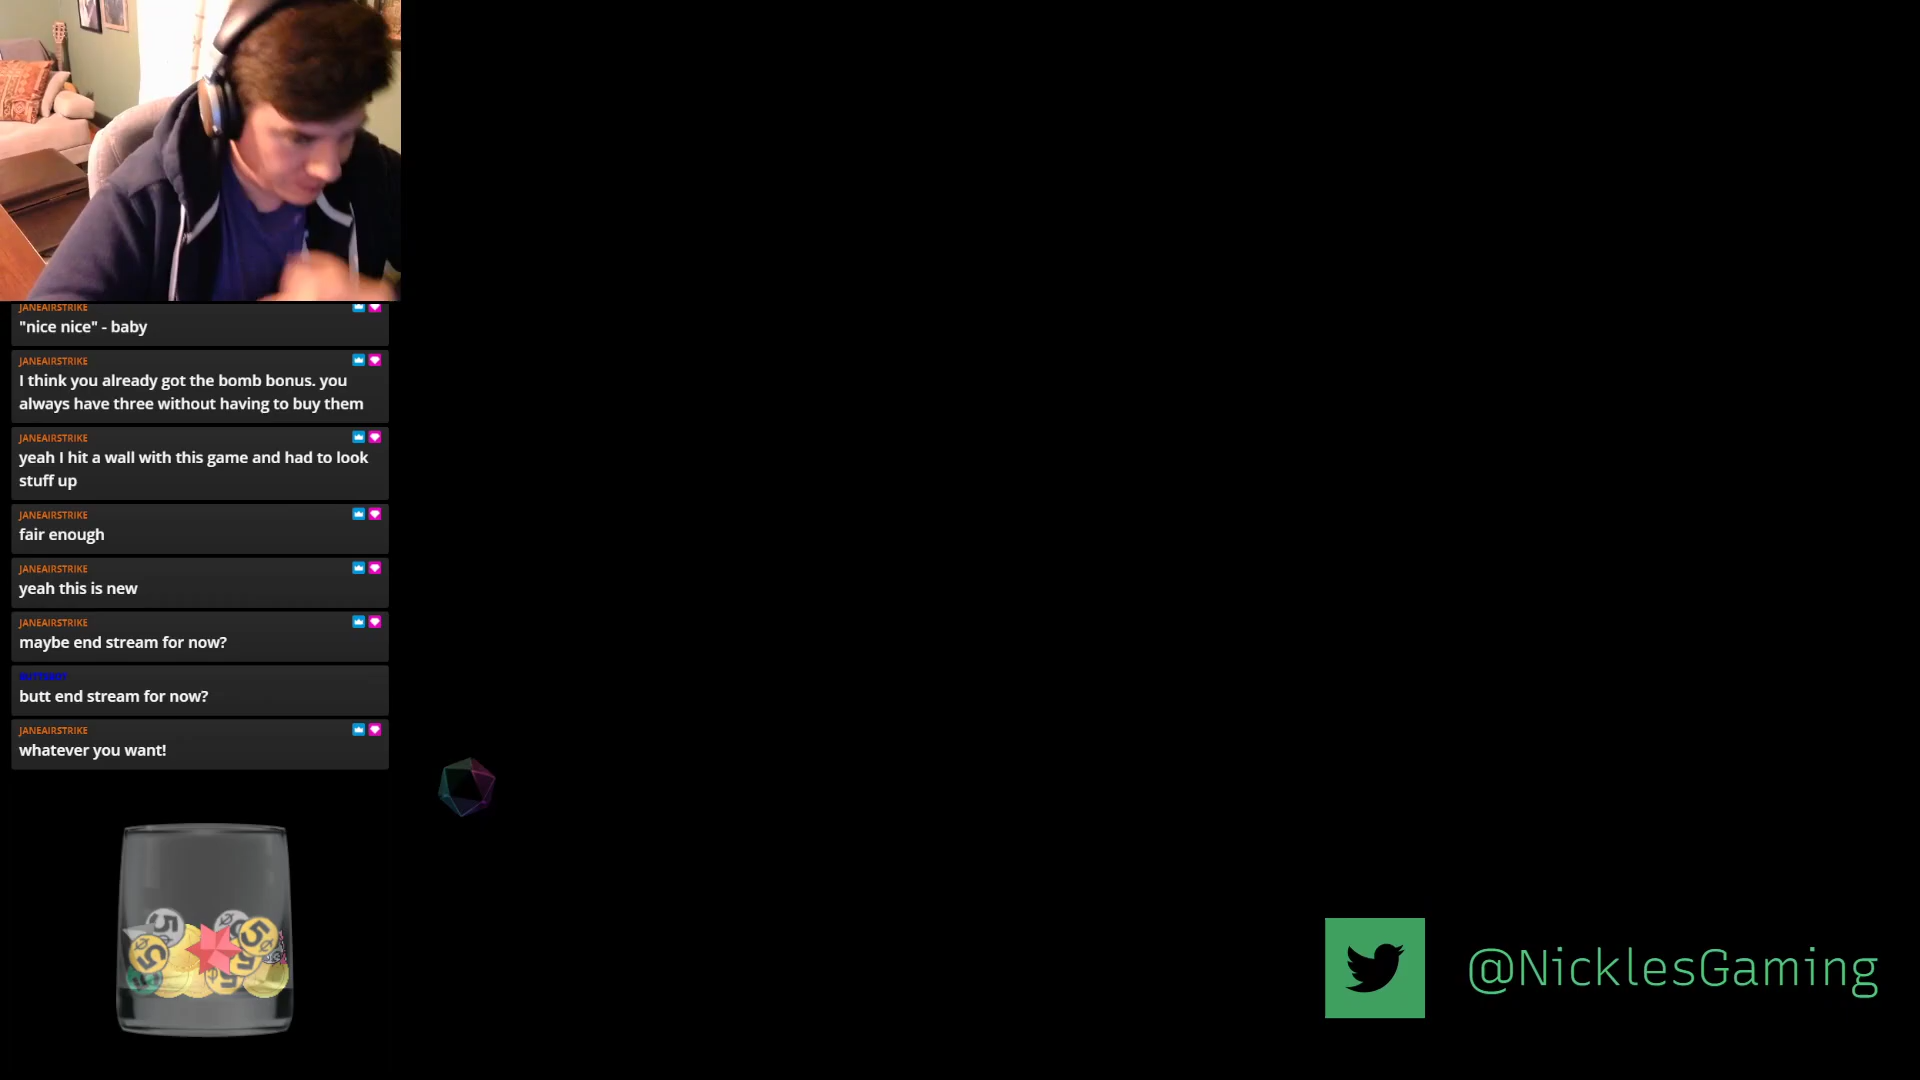 JANEAIRSTRIKE
"nice nice" - baby
JANEAIRSTRIKE
I think you already got the bomb bonus. you
always have three without having to buy them
JANEAIRSTRIKE
yeah I hit a wall with this game and had to look
stuff up
JANEAIRSTRIKE
fair enough
JANEAIRSTRIKE
yeah this is new
JANEAIRSTRIKE
maybe end stream for now?
butt end stream for now?
JANEAIRSTRIKE
whatever you want!
5 5 5
@NicklesGaming